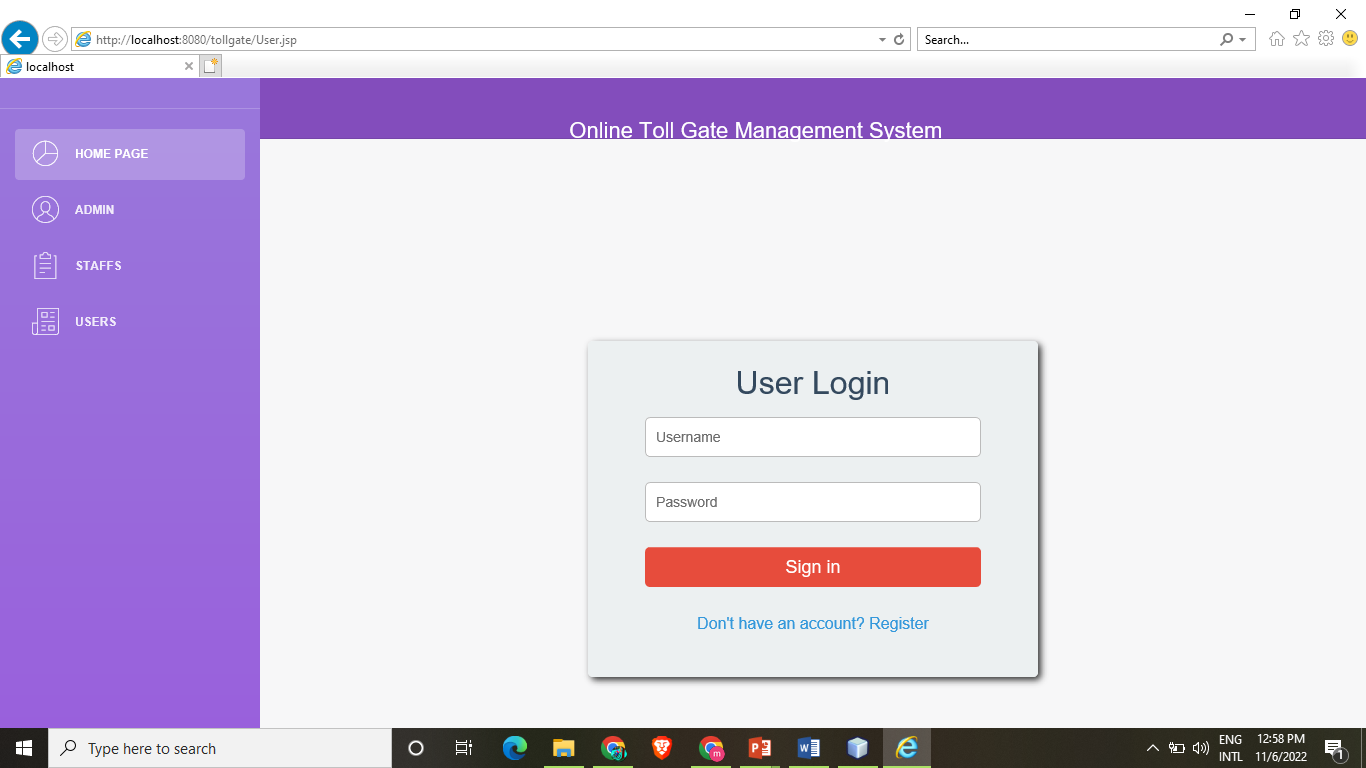 http://localhost:8080/tollgate/User.jsp
Search...
localhost
Online Toll Gate Management System
HOME PAGE
ADMIN
STAFFS
USERS
User Login
Username
Password
Sign in
Don't have an account? Register
Type here to search
ENG
INTL
12:58 PM
11/6/2022
1